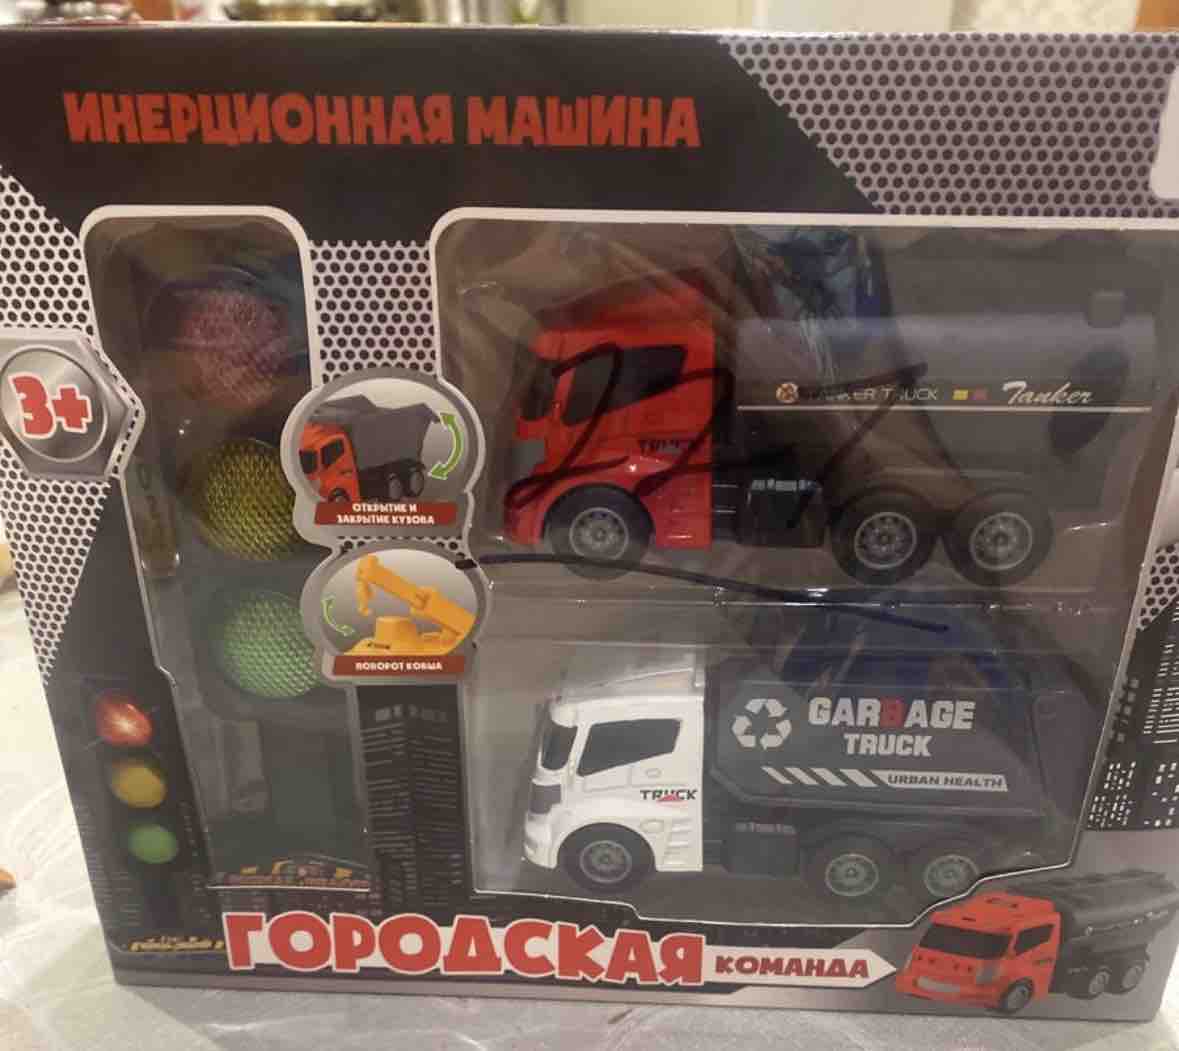 ИНЕРЦИОННАЯ МАШИНА
3+
ОТКРЫТИЕ И
ЗАКРЫТИЕ КУЗОВА
ПОВОРОТ КОВША
TANKER TRUCK Tanker
TRUCK
GARBAGE
TRUCK
URBAN HEALTH
TRUCK
ГОРОДСКАЯ
КОМАНДА